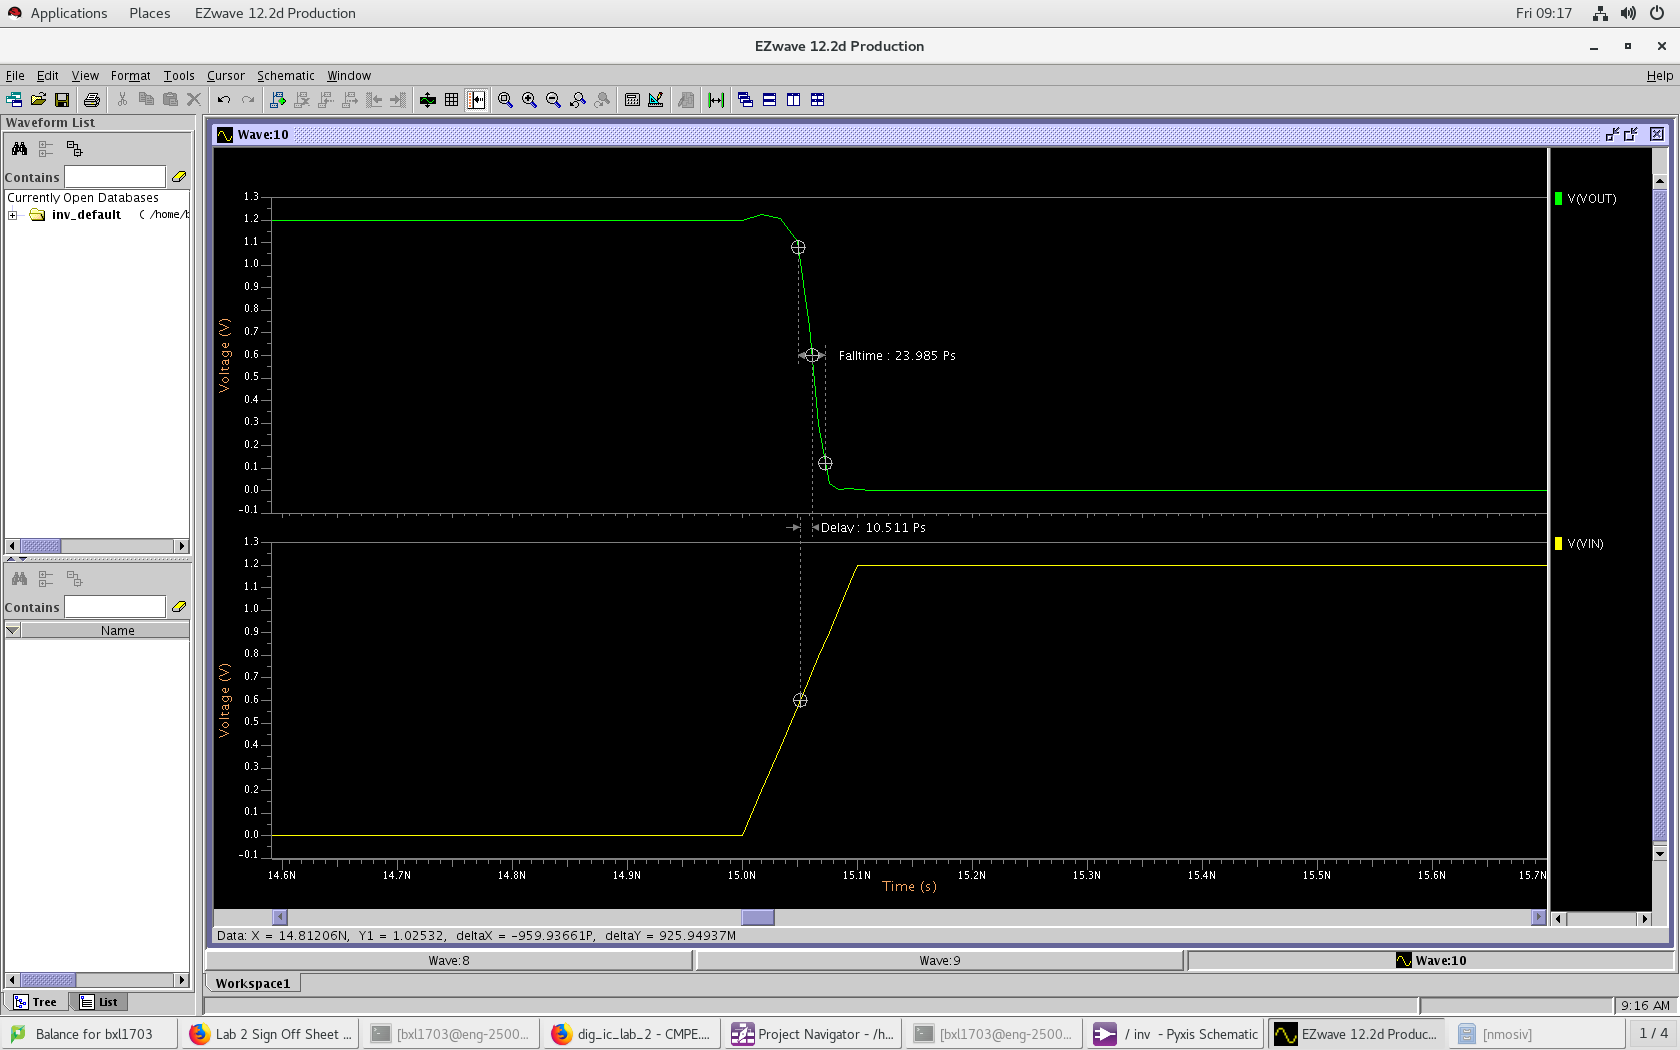 Applications Places EZwave 12.2d Production Fri 09:17
EZwave 12.2d Production
File Edit View Format Tools Cursor Schematic Window Help
Waveform List
Contains
Currently Open Databases
inv_default ( /home/b
Contains
Name
Tree List
Wave:10
1.3
1.2
1.1
1.0
0.9
0.8
0.7
0.6
0.5
0.4
0.3
0.2
0.1
0.0
-0.1
Voltage (V)
Falltime : 23.985 Ps
V(VOUT)
Delay : 10.511 Ps
1.3
1.2
1.1
1.0
0.9
0.8
0.7
0.6
0.5
0.4
0.3
0.2
0.1
0.0
-0.1
Voltage (V)
V(VIN)
14.6N 14.7N 14.8N 14.9N 15.0N 15.1N 15.2N 15.3N 15.4N 15.5N 15.6N 15.7N
Time (s)
Data: X = 14.81206N, Y1 = 1.02532, deltaX = -959.93661P, deltaY = 925.94937M
Wave:8 Wave:9 Wave:10
Workspace1
9:16 AM
Balance for bxl1703 Lab 2 Sign Off Sheet ... [bxl1703@eng-2500... dig_ic_lab_2 - CMPE.... Project Navigator - /h... [bxl1703@eng-2500... / inv - Pyxis Schematic EZwave 12.2d Produc... [nmosiv] 1 / 4